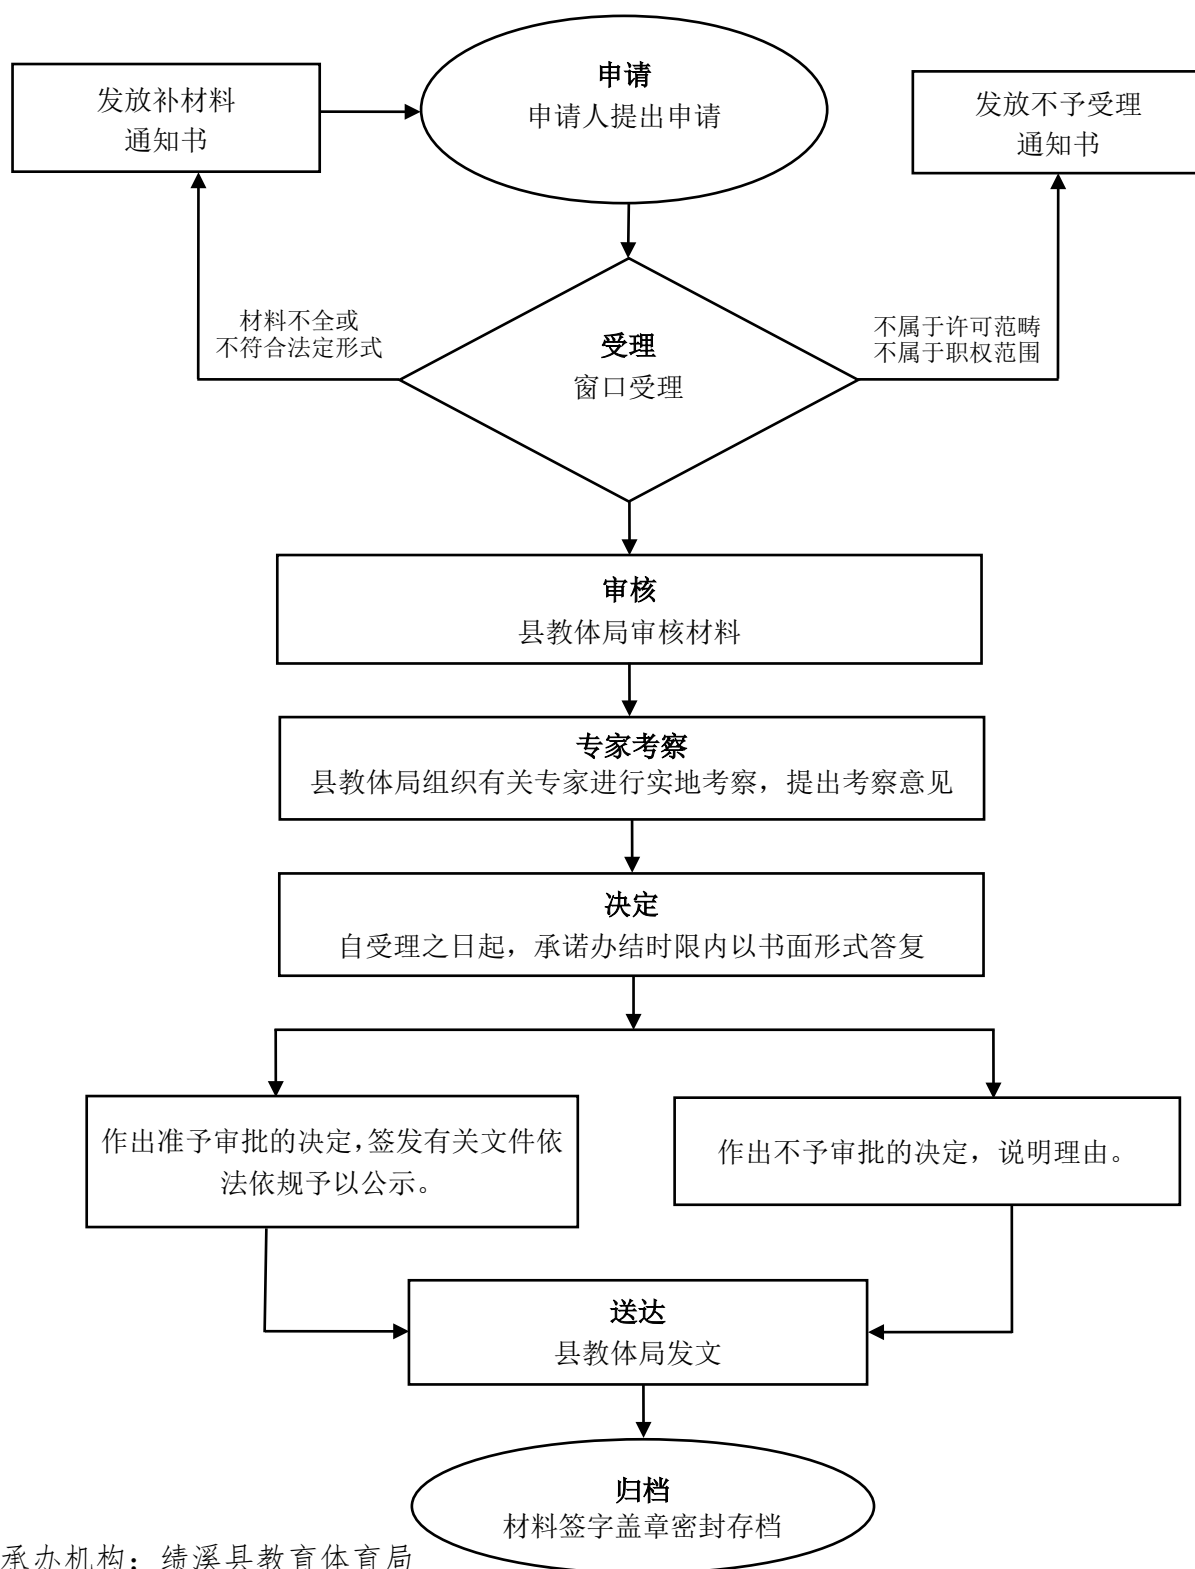 申请
申请人提出申请
发放补材料
通知书
发放不予受理
通知书
材料不全或
不符合法定形式
受理
窗口受理
不属于许可范畴
不属于职权范围
审核
县教体局审核材料
专家考察
县教体局组织有关专家进行实地考察，提出考察意见
决定
自受理之日起，承诺办结时限内以书面形式答复
作出准予审批的决定，签发有关文件依
法依规予以公示。
作出不予审批的决定，说明理由。
送达
县教体局发文
归档
材料签字盖章密封存档
承办机构：绩溪县教育体育局